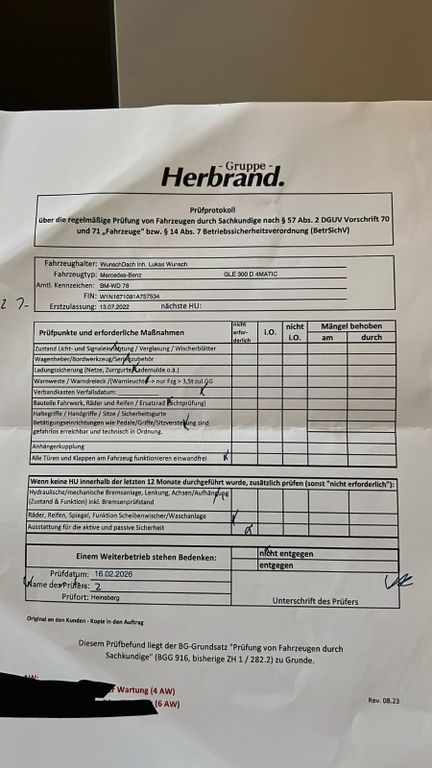 - Gruppe -
Herbrand.
Prüfprotokoll
über die regelmäßige Prüfung von Fahrzeugen durch Sachkundige nach § 57 Abs. 2 DGUV Vorschrift 70
und 71 „Fahrzeuge“ bzw. § 14 Abs. 7 Betriebssicherheitsverordnung (BetrSichV)
Fahrzeughalter: WunschDach Inh. Lukas Wunsch
Fahrzeugtyp: Mercedes-Benz GLE 300 D 4MATIC
Amtl. Kennzeichen: BM-WD 78
FIN: W1N1671091A757534
Erstzulassung: 13.07.2022 nächste HU:
Prüfpunkte und erforderliche Maßnahmen nicht erfor-derlich i.O. nicht i.O. Mängel behoben am durch
Zustand Licht- und Signaleinrichtung / Verglasung / Wischerblätter
Wagenheber/Bordwerkzeug/Serienzubehör
Ladungssicherung (Netze, Zurrgurte, Lademulde o.ä.)
Warnweste / Warndreieck /(Warnleuchte -> nur Fzg > 3,5t zul.GG
Verbandkasten Verfallsdatum:
Bauteile Fahrwerk, Räder und Reifen / Ersatzrad (Sichtprüfung)
Haltegriffe / Handgriffe / Sitze / Sicherheitsgurte
Betätigungseinrichtungen wie Pedale/Griffe/Sitzverstellung sind
gefahrlos erreichbar und technisch in Ordnung.
Anhängerkupplung
Alle Türen und Klappen am Fahrzeug funktionieren einwandfrei
Wenn keine HU innerhalb der letzten 12 Monate durchgeführt wurde, zusätzlich prüfen (sonst "nicht erforderlich"):
Hydraulische/mechanische Bremsanlage, Lenkung, Achsen/Aufhängung
(Zustand & Funktion) inkl. Bremsenprüfstand
Räder, Reifen, Spiegel, Funktion Scheibenwischer/Waschanlage
Ausstattung für die aktive und passive Sicherheit
Einem Weiterbetrieb stehen Bedenken: nicht entgegen
entgegen
Prüfdatum: 16.02.2026
Name des Prüfers:
Prüfort: Heinsberg Unterschrift des Prüfers
Original an den Kunden - Kopie in den Auftrag
Diesem Prüfbefund liegt der BG-Grundsatz "Prüfung von Fahrzeugen durch
Sachkundige" (BGG 916, bisherige ZH 1 / 282.2) zu Grunde.
AW:
Wartung (4 AW)
(6 AW)
Rev. 08.23